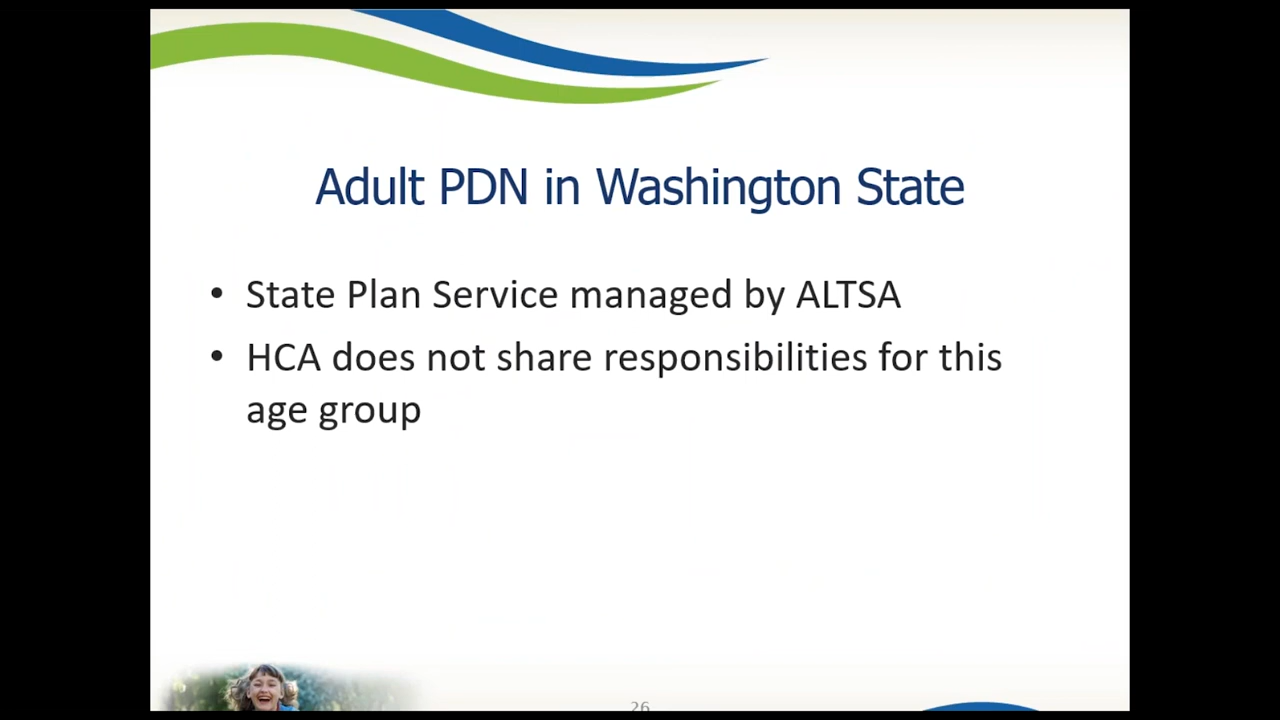 Adult PDN in Washington State
• State Plan Service managed by ALTSA
• HCA does not share responsibilities for this
age group
26